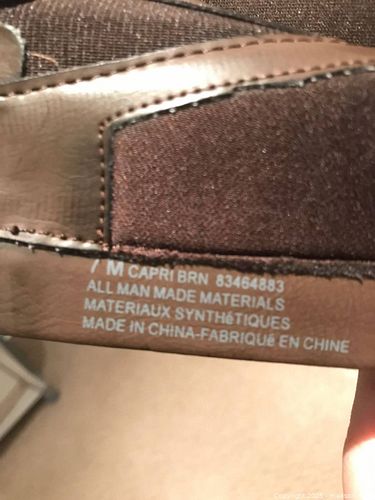 7 M CAPRI BRN 83464883
ALL MAN MADE MATERIALS
MATERIAUX SYNTHéTIQUES
MADE IN CHINA-FABRIQUé EN CHINE